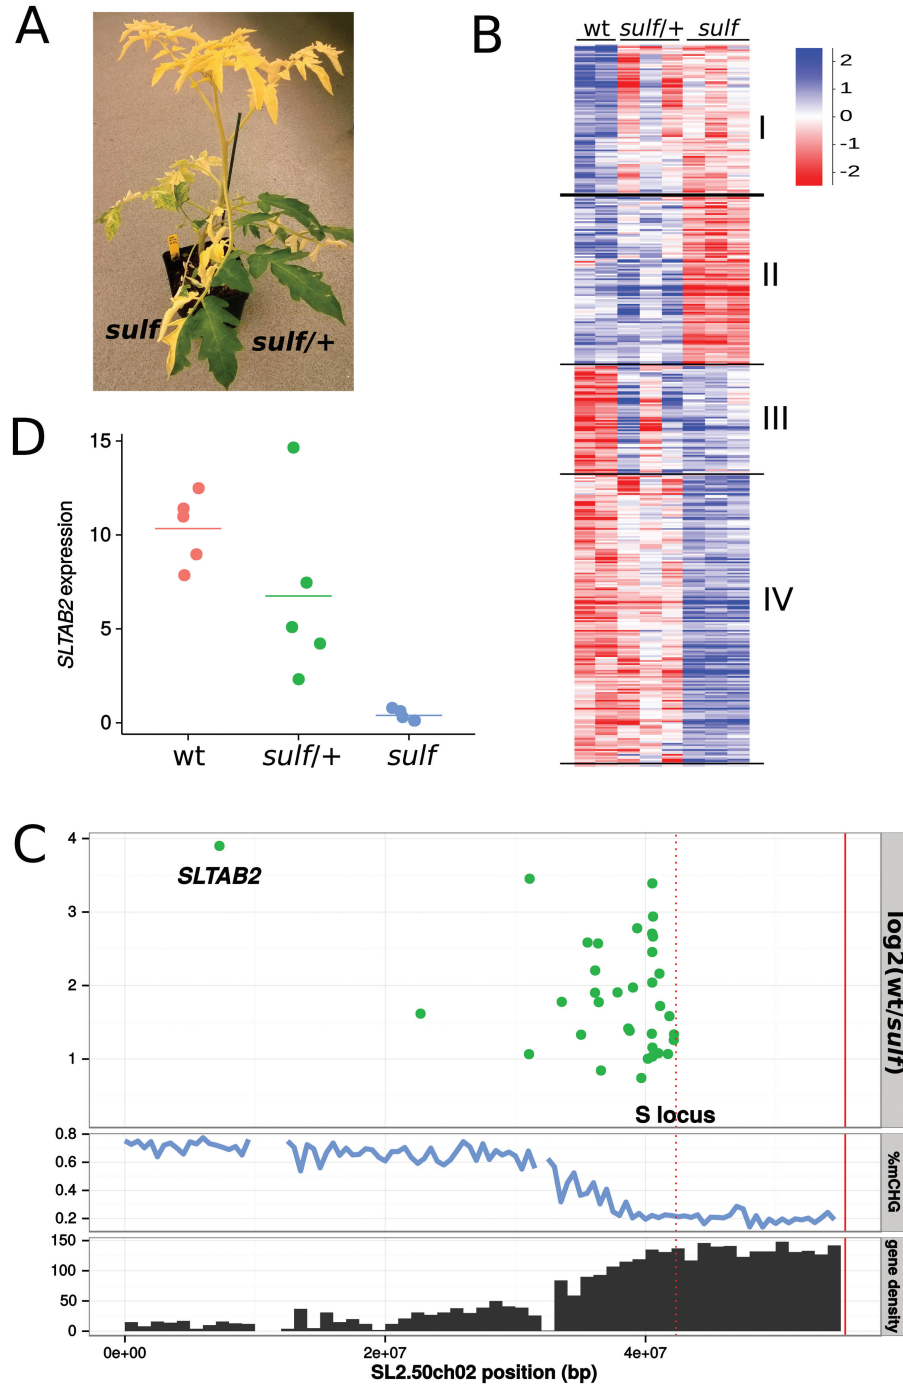 A
sulf
sulf/+
B
wt sulf/+ sulf
2
1
0
-1
-2
I
II
III
IV
D
SLTAB2 expression
15
10
5
0
wt sulf/+ sulf
C
4
3
2
1
SLTAB2
S locus
log2(wt/sulf)
0.8
0.6
0.4
0.2
%mCHG
150
100
50
0
gene density
0e+00 2e+07 4e+07
SL2.50ch02 position (bp)